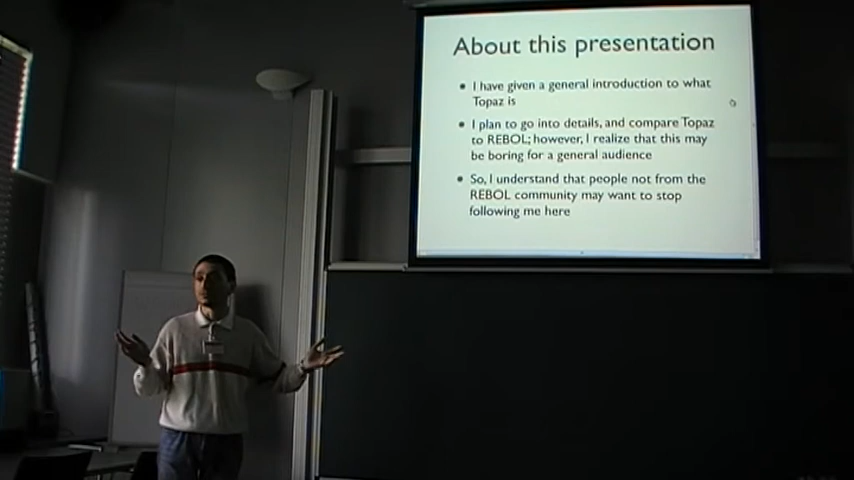 About this presentation
• I have given a general introduction to what
Topaz is
• I plan to go into details, and compare Topaz
to REBOL; however, I realize that this may
be boring for a general audience
• So, I understand that people not from the
REBOL community may want to stop
following me here